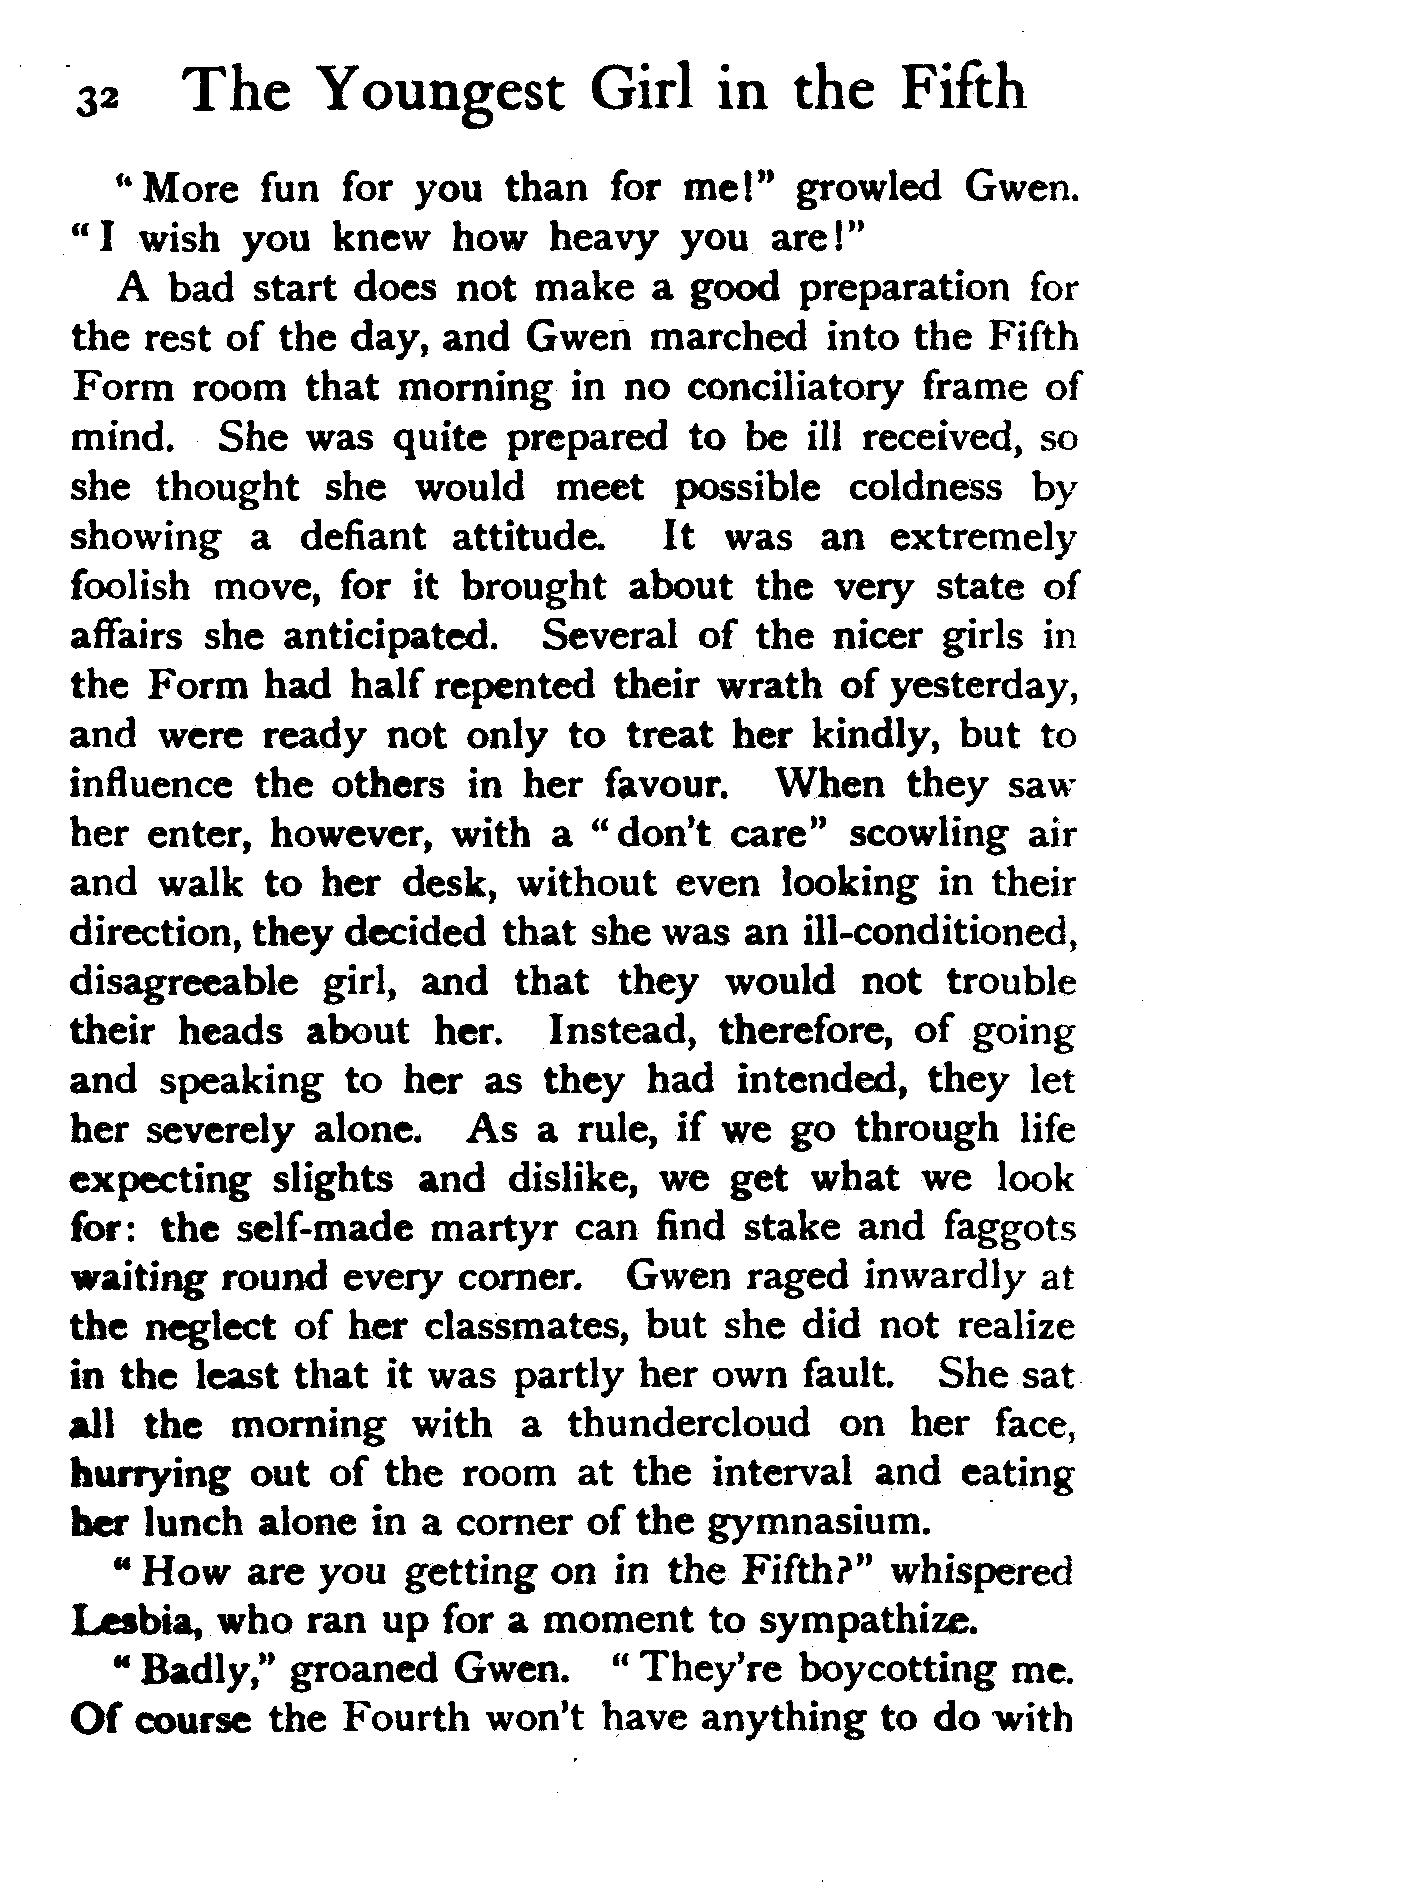 32 The Youngest Girl in the Fifth
"More fun for you than for me!" growled Gwen.
"I wish you knew how heavy you are!"
A bad start does not make a good preparation for
the rest of the day, and Gwen marched into the Fifth
Form room that morning in no conciliatory frame of
mind. She was quite prepared to be ill received, so
she thought she would meet possible coldness by
showing a defiant attitude. It was an extremely
foolish move, for it brought about the very state of
affairs she anticipated. Several of the nicer girls in
the Form had half repented their wrath of yesterday,
and were ready not only to treat her kindly, but to
influence the others in her favour. When they saw
her enter, however, with a "don't care" scowling air
and walk to her desk, without even looking in their
direction, they decided that she was an ill-conditioned,
disagreeable girl, and that they would not trouble
their heads about her. Instead, therefore, of going
and speaking to her as they had intended, they let
her severely alone. As a rule, if we go through life
expecting slights and dislike, we get what we look
for: the self-made martyr can find stake and faggots
waiting round every corner. Gwen raged inwardly at
the neglect of her classmates, but she did not realize
in the least that it was partly her own fault. She sat
all the morning with a thundercloud on her face,
hurrying out of the room at the interval and eating
her lunch alone in a corner of the gymnasium.
"How are you getting on in the Fifth?" whispered
Lesbia, who ran up for a moment to sympathize.
"Badly," groaned Gwen. "They're boycotting me.
Of course the Fourth won't have anything to do with